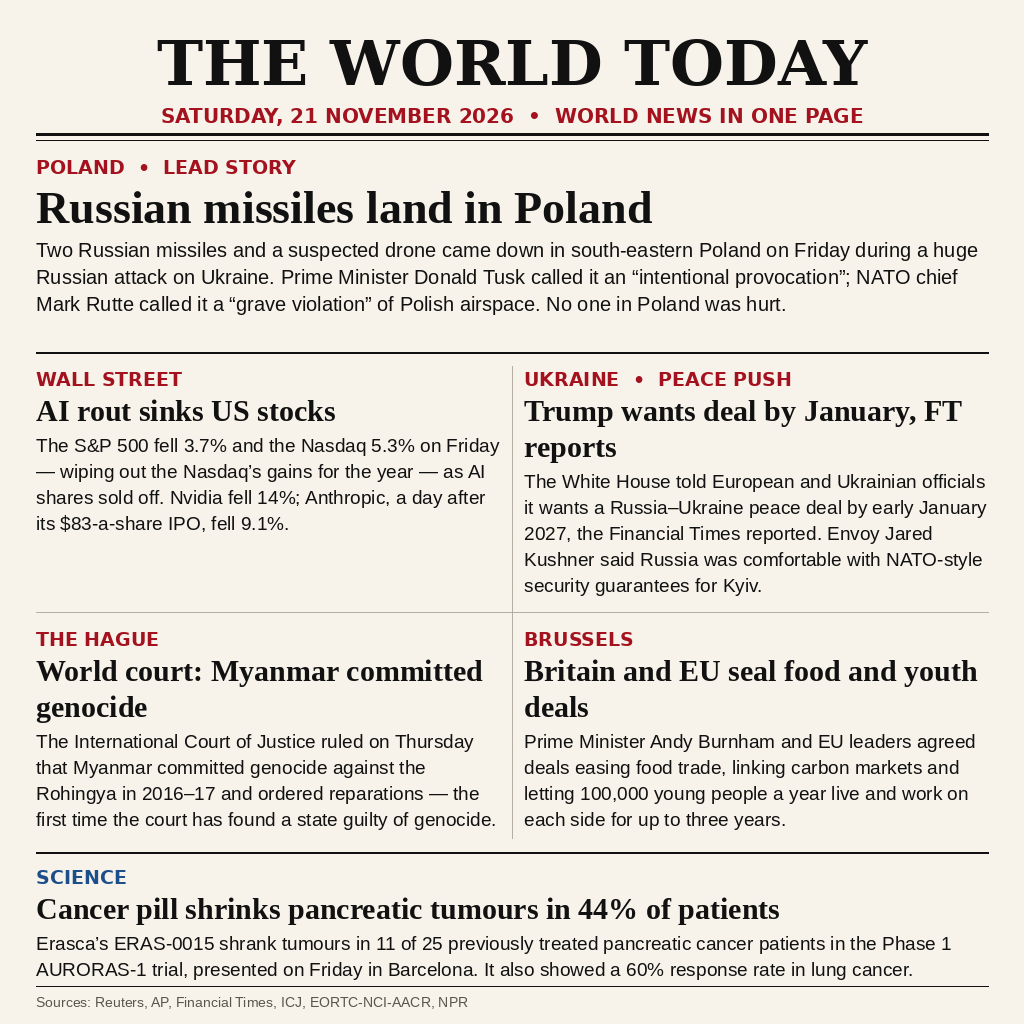 THE WORLD TODAY
SATURDAY, 21 NOVEMBER 2026 • WORLD NEWS IN ONE PAGE
POLAND • LEAD STORY
Russian missiles land in Poland
Two Russian missiles and a suspected drone came down in south-eastern Poland on Friday during a huge
Russian attack on Ukraine. Prime Minister Donald Tusk called it an “intentional provocation”; NATO chief
Mark Rutte called it a “grave violation” of Polish airspace. No one in Poland was hurt.
WALL STREET
AI rout sinks US stocks
The S&P 500 fell 3.7% and the Nasdaq 5.3% on Friday
— wiping out the Nasdaq’s gains for the year — as AI
shares sold off. Nvidia fell 14%; Anthropic, a day after
its $83-a-share IPO, fell 9.1%.
UKRAINE • PEACE PUSH
Trump wants deal by January, FT
reports
The White House told European and Ukrainian officials
it wants a Russia–Ukraine peace deal by early January
2027, the Financial Times reported. Envoy Jared
Kushner said Russia was comfortable with NATO-style
security guarantees for Kyiv.
THE HAGUE
World court: Myanmar committed
genocide
The International Court of Justice ruled on Thursday
that Myanmar committed genocide against the
Rohingya in 2016–17 and ordered reparations — the
first time the court has found a state guilty of genocide.
BRUSSELS
Britain and EU seal food and youth
deals
Prime Minister Andy Burnham and EU leaders agreed
deals easing food trade, linking carbon markets and
letting 100,000 young people a year live and work on
each side for up to three years.
SCIENCE
Cancer pill shrinks pancreatic tumours in 44% of patients
Erasca’s ERAS-0015 shrank tumours in 11 of 25 previously treated pancreatic cancer patients in the Phase 1
AURORAS-1 trial, presented on Friday in Barcelona. It also showed a 60% response rate in lung cancer.
Sources: Reuters, AP, Financial Times, ICJ, EORTC-NCI-AACR, NPR